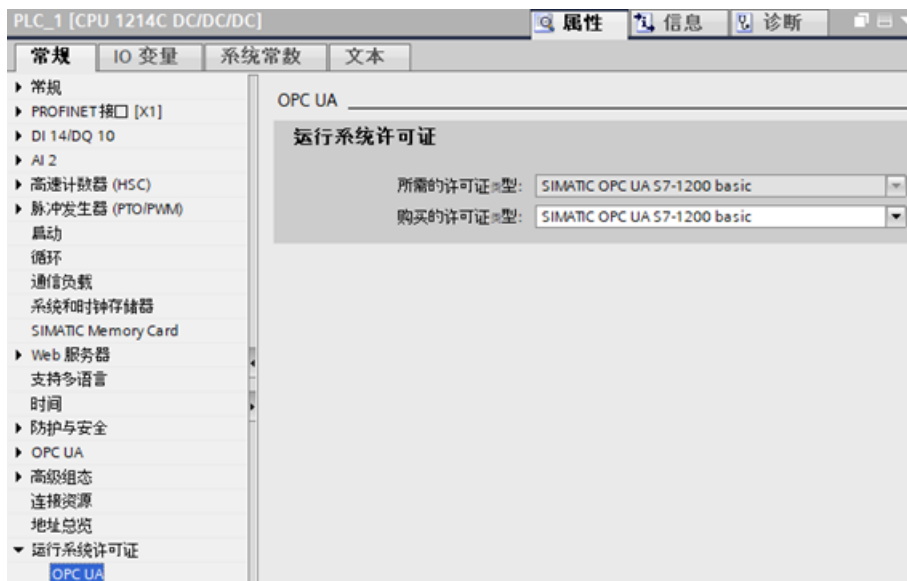 PLC_1 [CPU 1214C DC/DC/DC]
属性 信息 诊断
常规 IO 变量 系统常数 文本
常规
PROFINET接口 [X1]
DI 14/DQ 10
AI 2
高速计数器 (HSC)
脉冲发生器 (PTO/PWM)
启动
循环
通信负载
系统和时钟存储器
SIMATIC Memory Card
Web 服务器
支持多语言
时间
防护与安全
OPC UA
高级组态
连接资源
地址总览
运行系统许可证
OPC UA
OPC UA
运行系统许可证
所需的许可证类型: SIMATIC OPC UA S7-1200 basic
购买的许可证类型: SIMATIC OPC UA S7-1200 basic